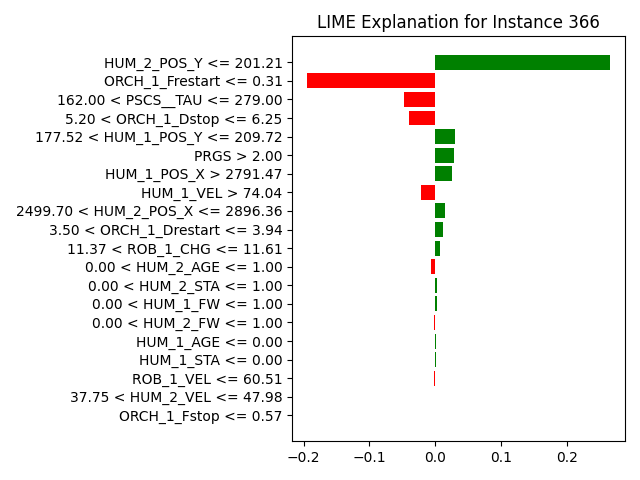 LIME Explanation for Instance 366
HUM_2_POS_Y <= 201.21
ORCH_1_Frestart <= 0.31
162.00 < PSCS__TAU <= 279.00
5.20 < ORCH_1_Dstop <= 6.25
177.52 < HUM_1_POS_Y <= 209.72
PRGS > 2.00
HUM_1_POS_X > 2791.47
HUM_1_VEL > 74.04
2499.70 < HUM_2_POS_X <= 2896.36
3.50 < ORCH_1_Drestart <= 3.94
11.37 < ROB_1_CHG <= 11.61
0.00 < HUM_2_AGE <= 1.00
0.00 < HUM_2_STA <= 1.00
0.00 < HUM_1_FW <= 1.00
0.00 < HUM_2_FW <= 1.00
HUM_1_AGE <= 0.00
HUM_1_STA <= 0.00
ROB_1_VEL <= 60.51
37.75 < HUM_2_VEL <= 47.98
ORCH_1_Fstop <= 0.57
−0.2 −0.1 0.0 0.1 0.2